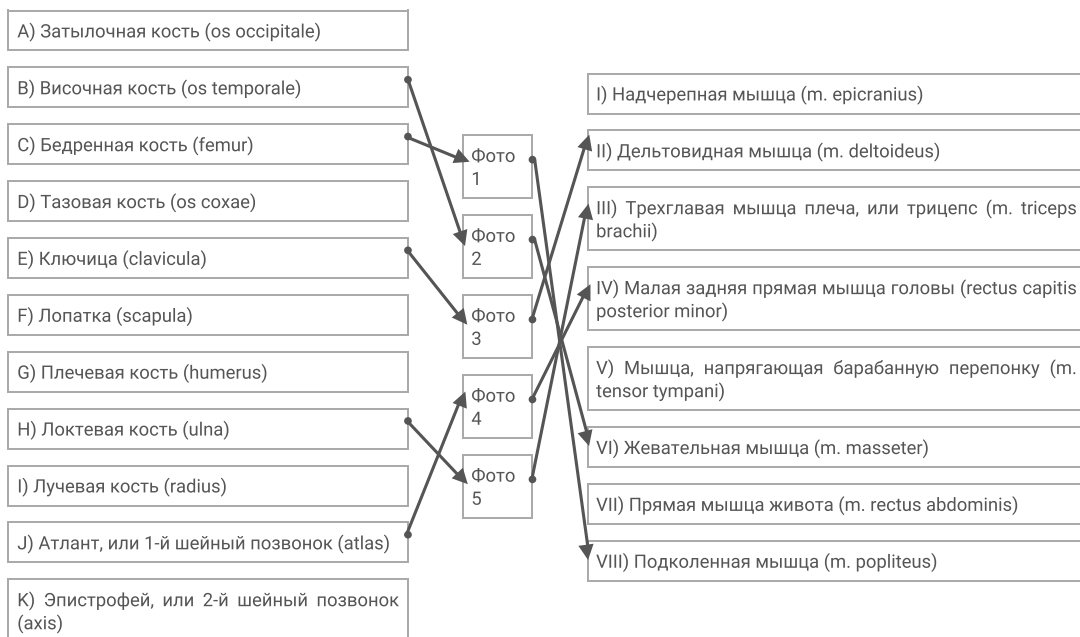 A) Затылочная кость (os occipitale)
B) Височная кость (os temporale)
C) Бедренная кость (femur)
D) Тазовая кость (os coxae)
E) Ключица (clavicula)
F) Лопатка (scapula)
G) Плечевая кость (humerus)
H) Локтевая кость (ulna)
I) Лучевая кость (radius)
J) Атлант, или 1-й шейный позвонок (atlas)
K) Эпистрофей, или 2-й шейный позвонок
(axis)
Фото
1
Фото
2
Фото
3
Фото
4
Фото
5
I) Надчерепная мышца (m. epicranius)
II) Дельтовидная мышца (m. deltoideus)
III) Трехглавая мышца плеча, или трицепс (m. triceps
brachii)
IV) Малая задняя прямая мышца головы (rectus capitis
posterior minor)
V) Мышца, напрягающая барабанную перепонку (m.
tensor tympani)
VI) Жевательная мышца (m. masseter)
VII) Прямая мышца живота (m. rectus abdominis)
VIII) Подколенная мышца (m. popliteus)